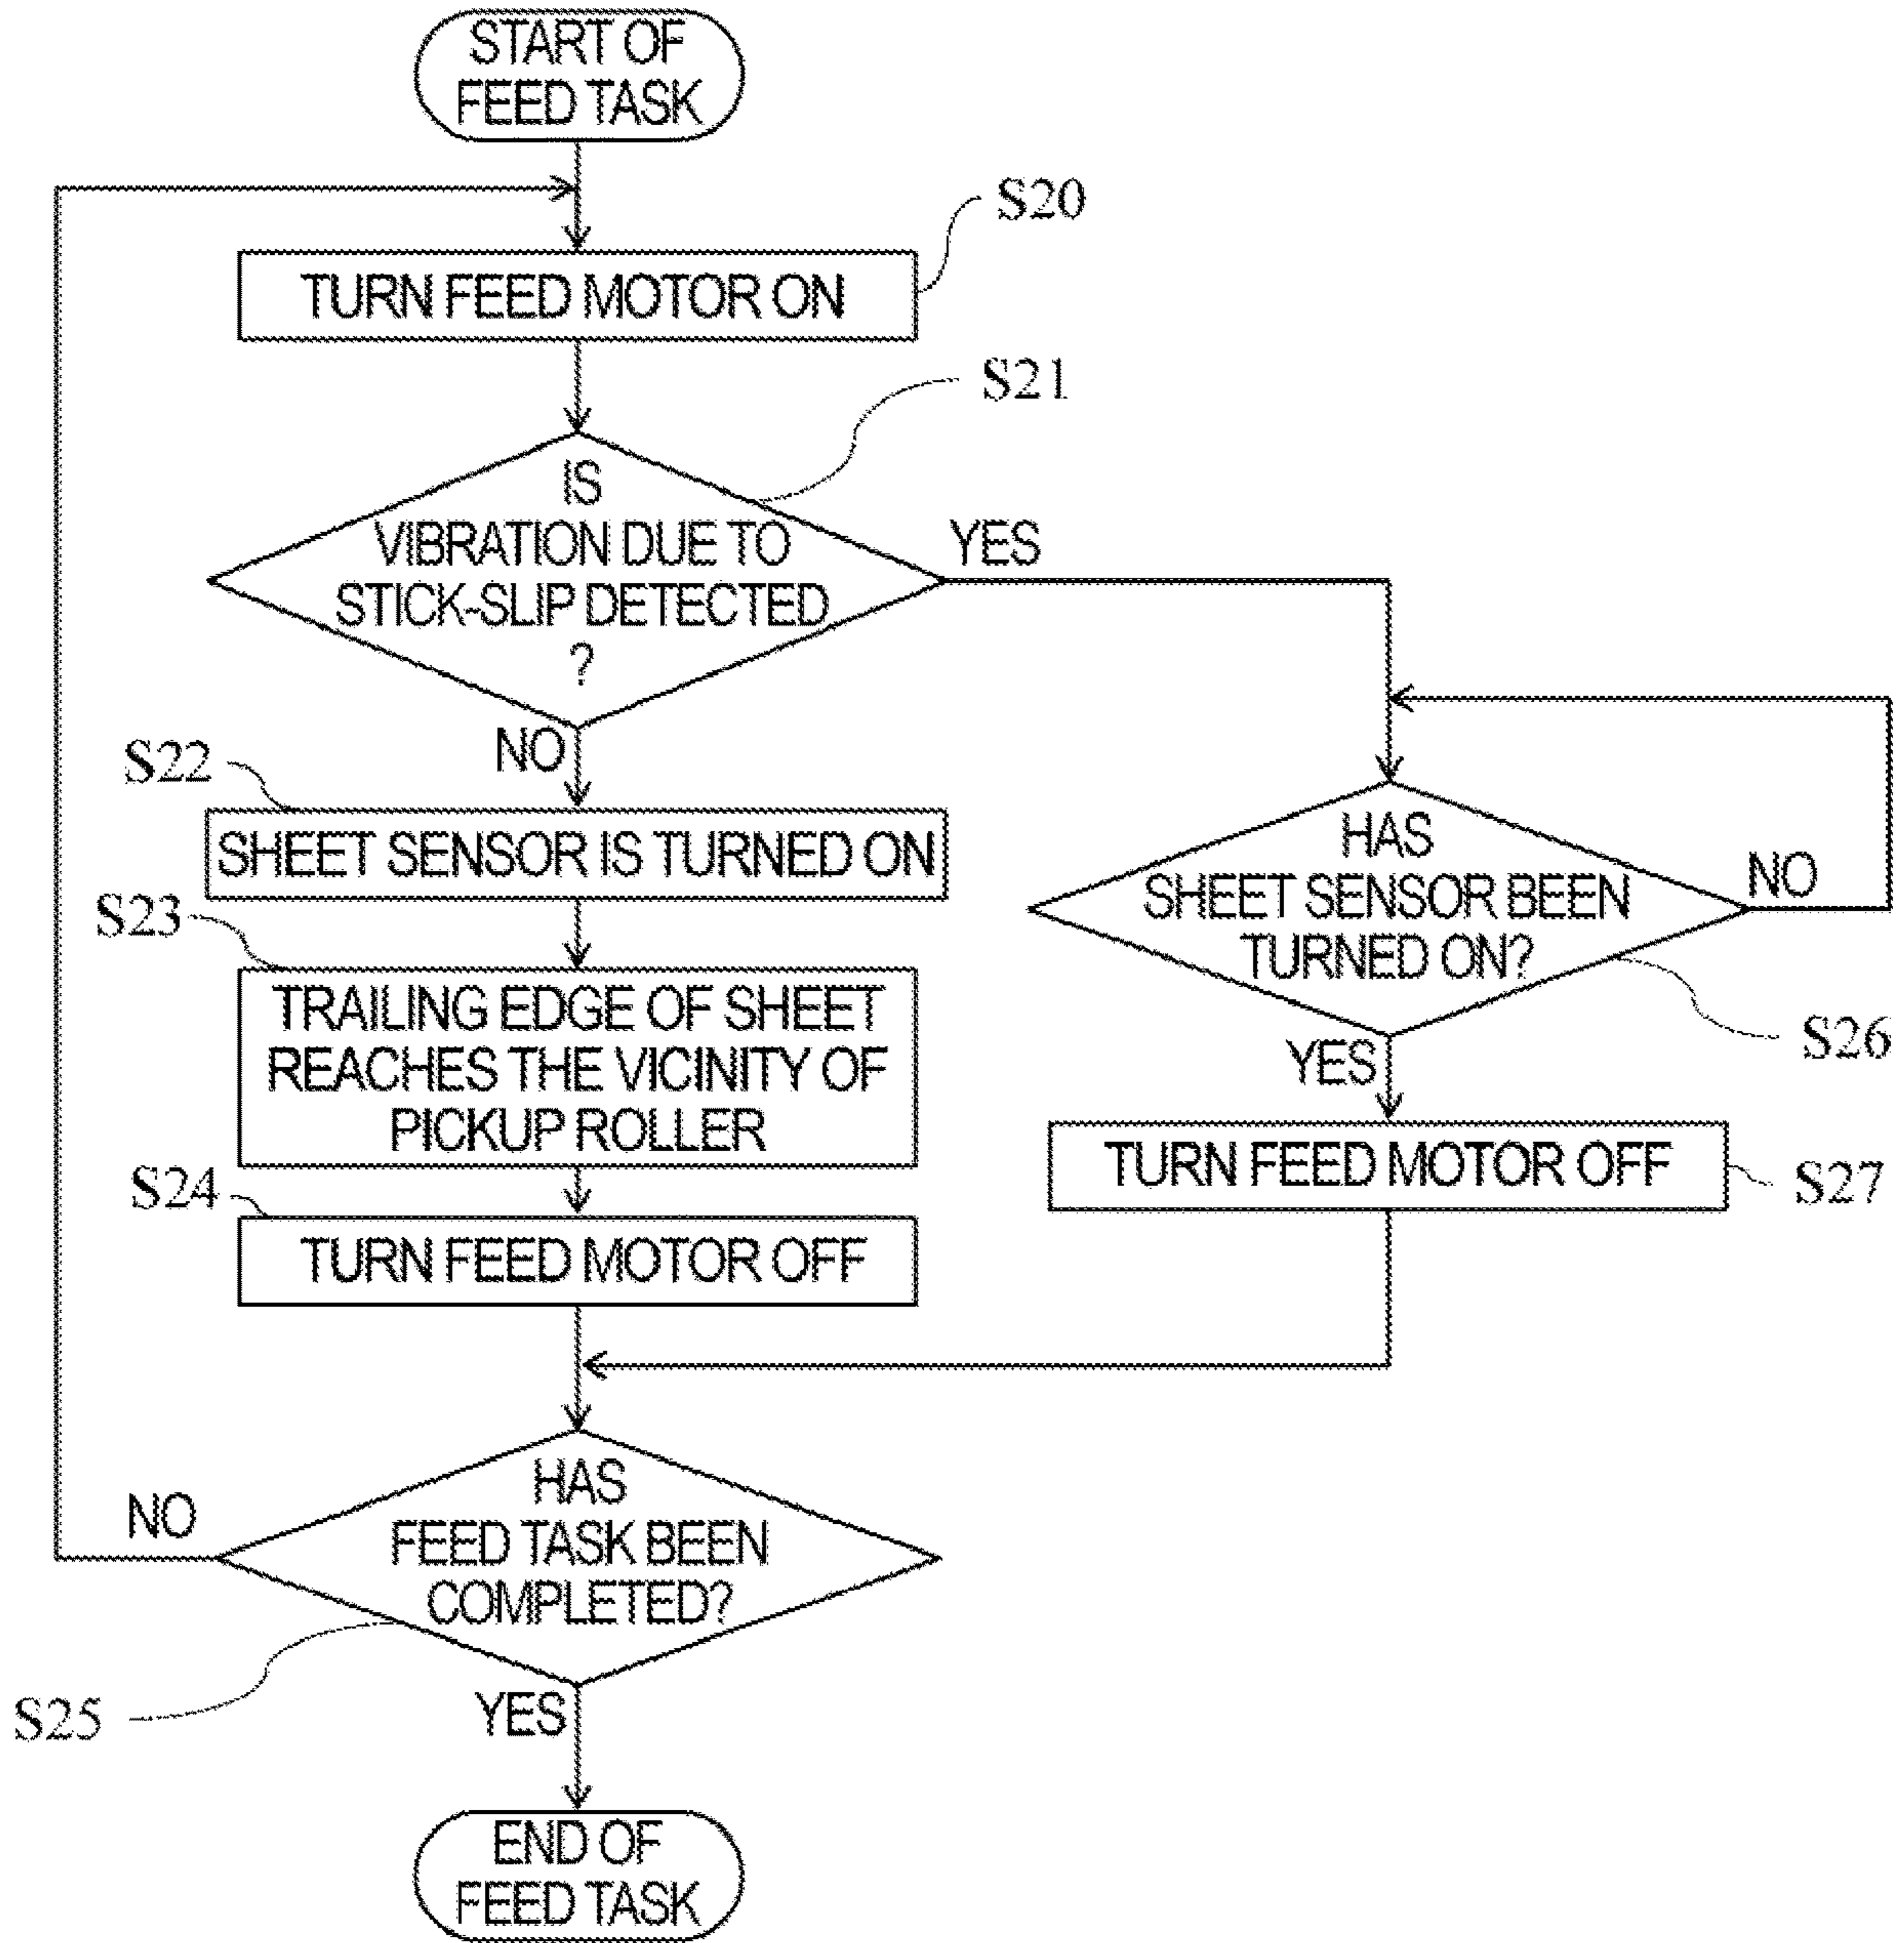 START OF
FEED TASK
S20
TURN FEED MOTOR ON
S21
IS
VIBRATION DUE TO
STICK-SLIP DETECTED
?
YES
NO
S22
SHEET SENSOR IS TURNED ON
S23
TRAILING EDGE OF SHEET
REACHES THE VICINITY OF
PICKUP ROLLER
S24
TURN FEED MOTOR OFF
HAS
SHEET SENSOR BEEN
TURNED ON?
NO
S26
YES
TURN FEED MOTOR OFF
S27
HAS
FEED TASK BEEN
COMPLETED?
NO
S25
YES
END OF
FEED TASK